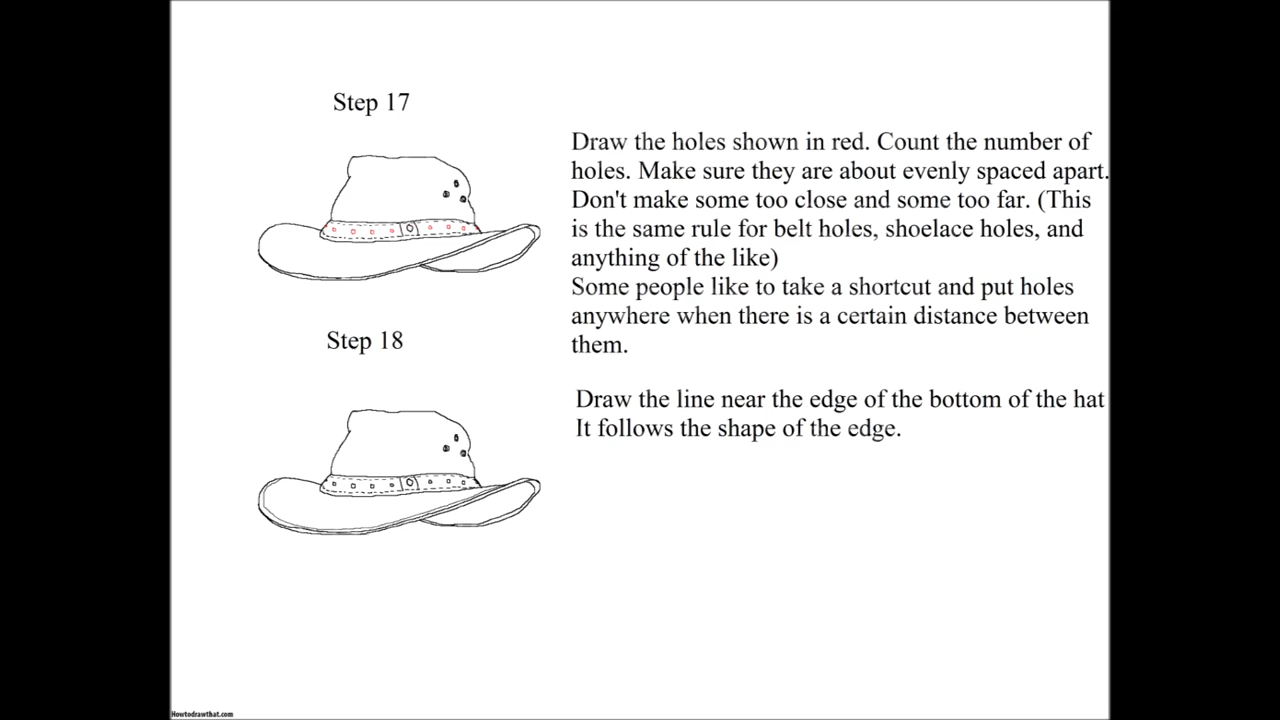 Step 17
Draw the holes shown in red. Count the number of
holes. Make sure they are about evenly spaced apart.
Don't make some too close and some too far. (This
is the same rule for belt holes, shoelace holes, and
anything of the like)
Some people like to take a shortcut and put holes
anywhere when there is a certain distance between
them.
Step 18
Draw the line near the edge of the bottom of the hat
It follows the shape of the edge.
Howtodrawthat.com